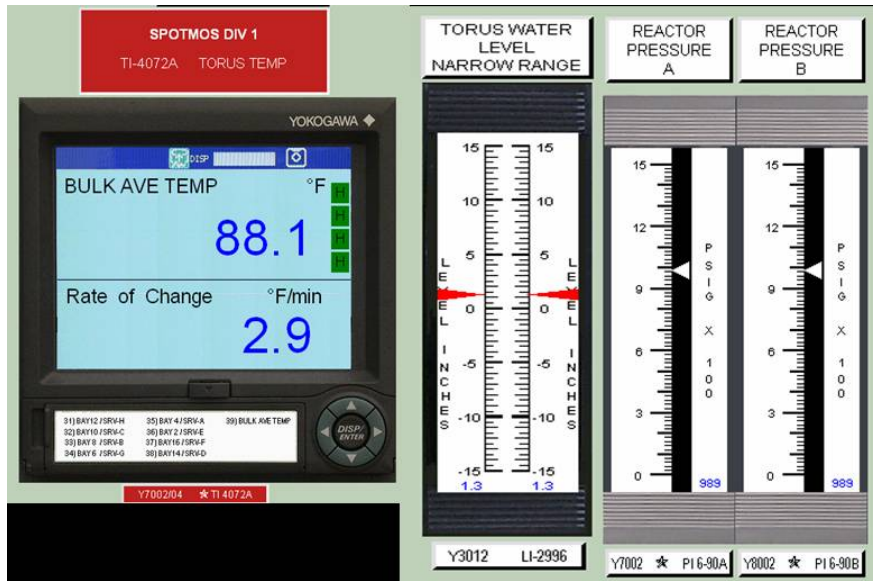 SPOTMOS DIV 1
TI-4072A TORUS TEMP
YOKOGAWA
DISP
BULK AVE TEMP °F
88.1
H
H
H
H
Rate of Change °F/min
2.9
31) BAY12 / SRV-H 35) BAY 4 / SRV-A 39) BULK AVE TEMP
32) BAY10 / SRV-C 36) BAY 2 / SRV-E
33) BAY 8 / SRV-B 37) BAY16 / SRV-F
34) BAY 6 / SRV-G 38) BAY14 / SRV-D
DISP/
ENTER
Y7002/04 TI 4072A
TORUS WATER
LEVEL
NARROW RANGE
15 15
10 10
5 5
0 0
-5 -5
-10 -10
-15 -15
LEVEL INCHES
LEVEL INCHES
1.3 1.3
Y3012 LI-2996
REACTOR
PRESSURE
A
15
12
9
6
3
0
PSIG X 100
989
Y7002 PI 6-90A
REACTOR
PRESSURE
B
15
12
9
6
3
0
PSIG X 100
989
Y8002 PI 6-90B